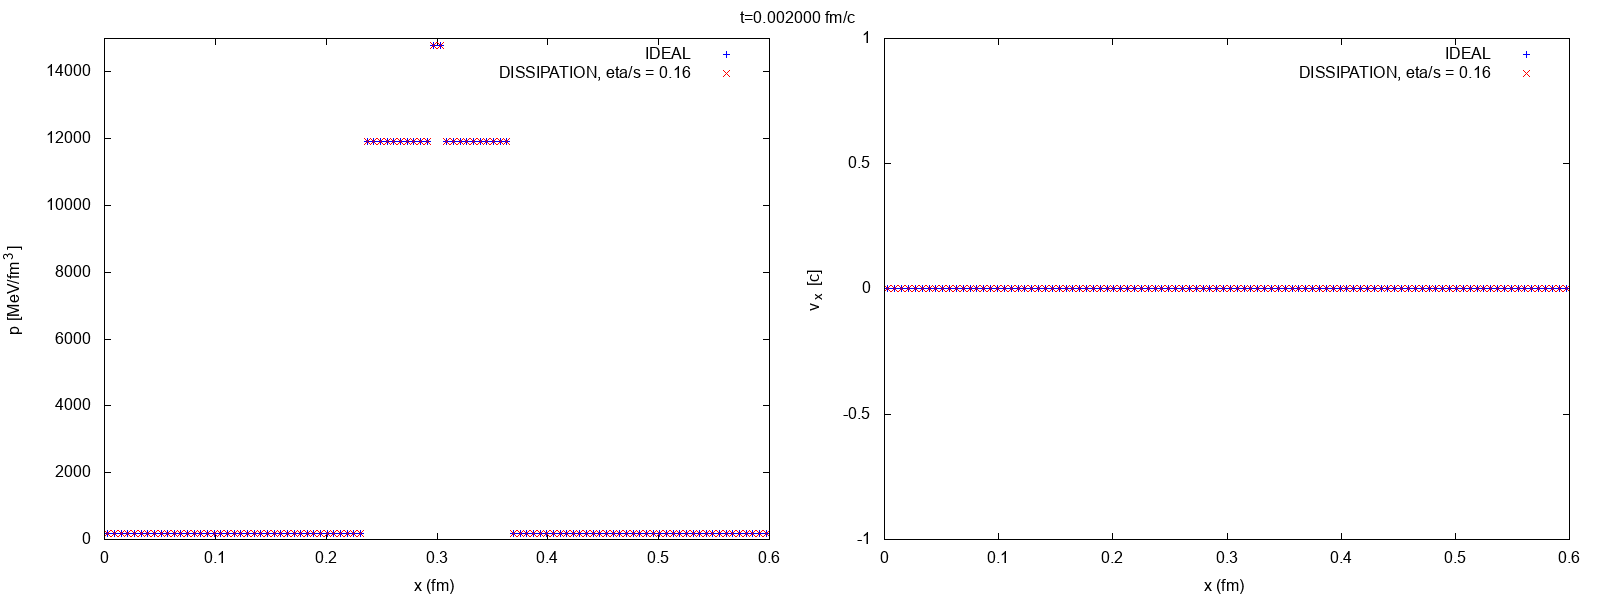 t=0.002000 fm/c
p [MeV/fm3]
14000
12000
10000
8000
6000
4000
2000
0
IDEAL
DISSIPATION, eta/s = 0.16
0 0.1 0.2 0.3 0.4 0.5 0.6
x (fm)
vx [c]
1
0.5
0
-0.5
-1
IDEAL
DISSIPATION, eta/s = 0.16
0 0.1 0.2 0.3 0.4 0.5 0.6
x (fm)